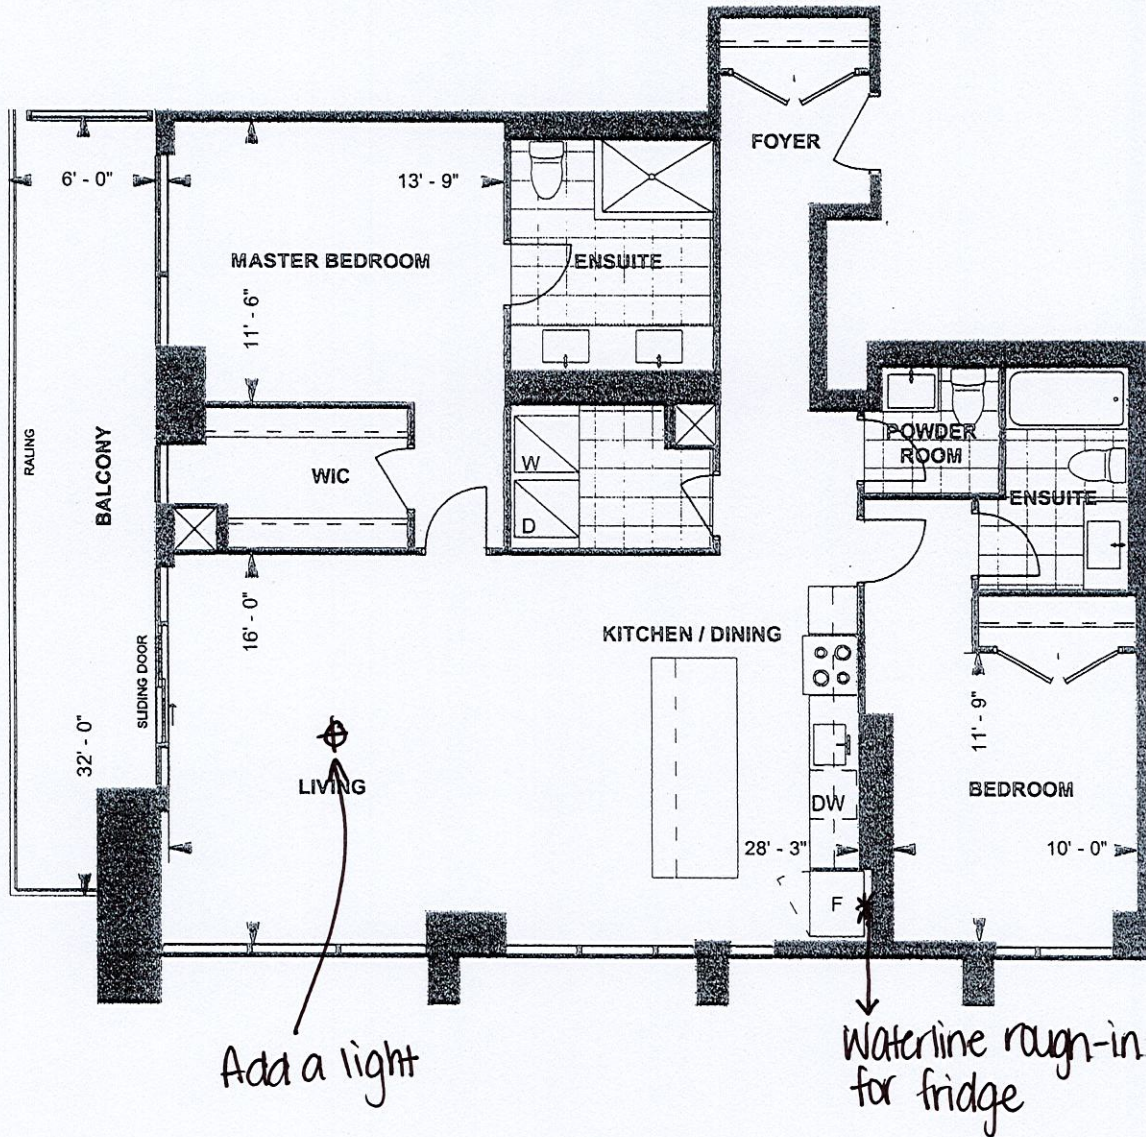 FOYER
6' - 0"
13' - 9"
MASTER BEDROOM
ENSUITE
11' - 6"
RALING
BALCONY
WIC
W
D
POWDER
ROOM
ENSUITE
16' - 0"
KITCHEN / DINING
SLIDING DOOR
32' - 0"
LIVING
11' - 9"
BEDROOM
DW
28' - 3"
10' - 0"
F
Add a light
Waterline rough-in
for fridge